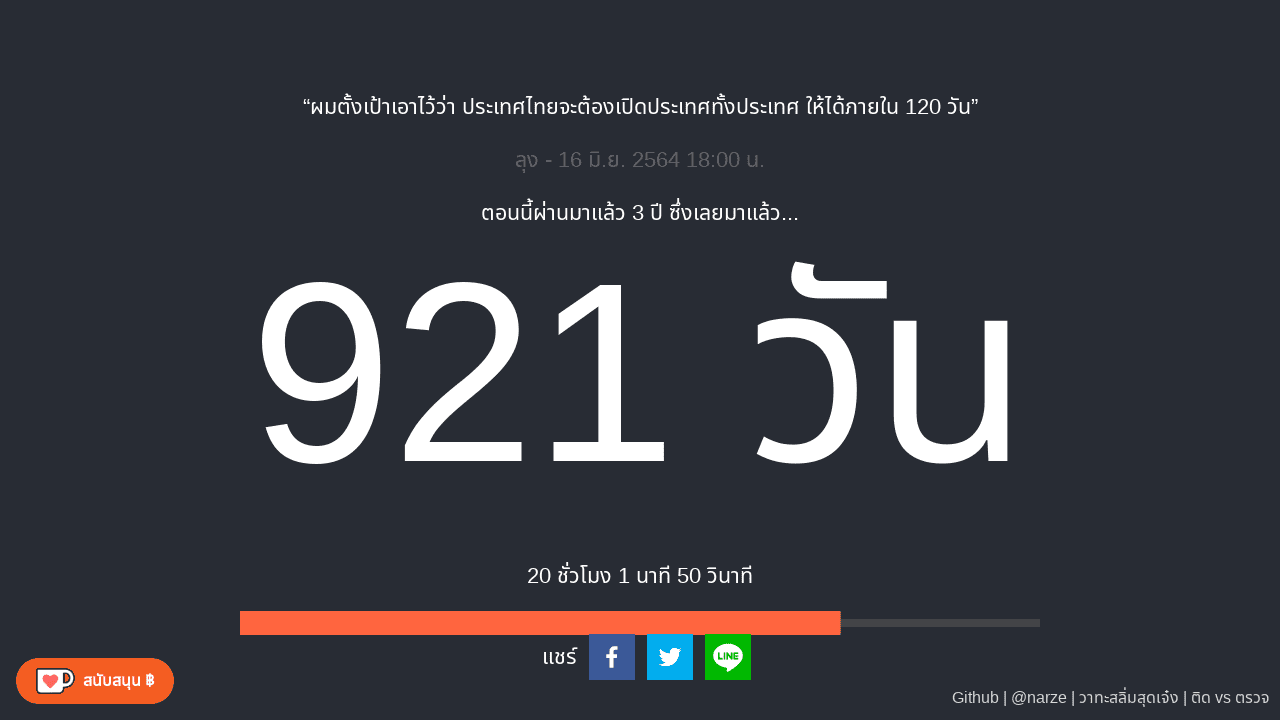 “ผมตั้งเป้าเอาไว้ว่า ประเทศไทยจะต้องเปิดประเทศทั้งประเทศ ให้ได้ภายใน 120 วัน”
ลุง - 16 มิ.ย. 2564 18:00 น.
ตอนนี้ผ่านมาแล้ว 3 ปี ซึ่งเลยมาแล้ว...
921 วัน
20 ชั่วโมง 1 นาที 50 วินาที
แชร์
LINE
สนับสนุน ฿
Github | @narze | วาทะสลิ่มสุดเจ๋ง | ติด vs ตรวจ